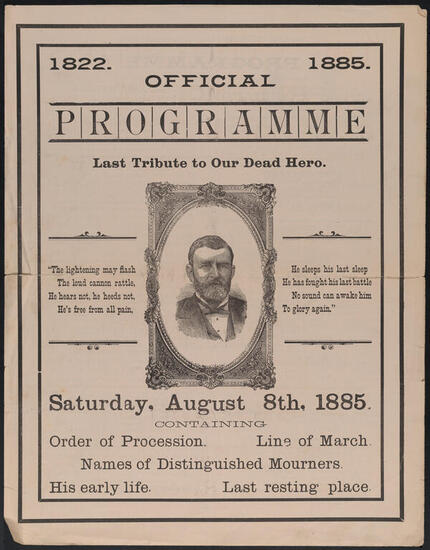 1822. 1885.
OFFICIAL
PROGRAMME
Last Tribute to Our Dead Hero.
"The lightening may flash
The loud cannon rattle,
He hears not, he heeds not,
He's free from all pain,
He sleeps his last sleep
He has fought his last battle
No sound can awake him
To glory again."
Saturday, August 8th, 1885.
CONTAINING
Order of Procession. Line of March.
Names of Distinguished Mourners.
His early life. Last resting place.